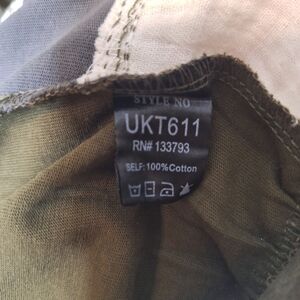 STYLE NO
UKT611
RN# 133793
SELF: 100%Cotton